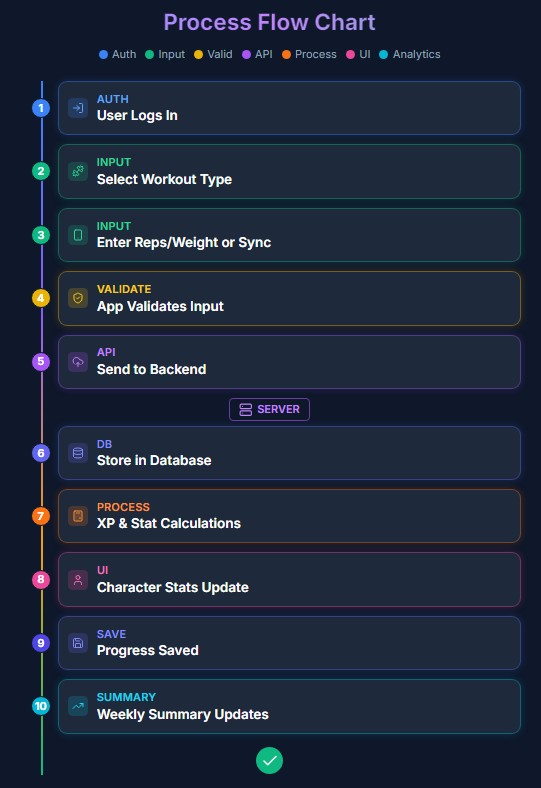 Process Flow Chart
Auth Input Valid API Process UI Analytics
1
AUTH
User Logs In
2
INPUT
Select Workout Type
3
INPUT
Enter Reps/Weight or Sync
4
VALIDATE
App Validates Input
5
API
Send to Backend
SERVER
6
DB
Store in Database
7
PROCESS
XP & Stat Calculations
8
UI
Character Stats Update
9
SAVE
Progress Saved
10
SUMMARY
Weekly Summary Updates